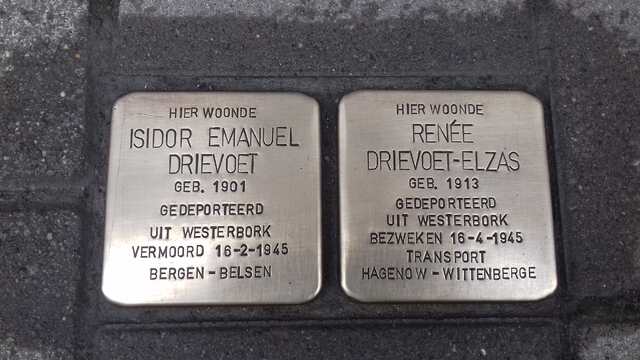 HIER WOONDE
ISIDOR EMANUEL
DRIEVOET
GEB. 1901
GEDEPORTEERD
UIT WESTERBORK
VERMOORD 16-2-1945
BERGEN-BELSEN
HIER WOONDE
RENÉE
DRIEVOET-ELZAS
GEB. 1913
GEDEPORTEERD
UIT WESTERBORK
BEZWEKEN 16-4-1945
TRANSPORT
HAGENOW-WITTENBERGE